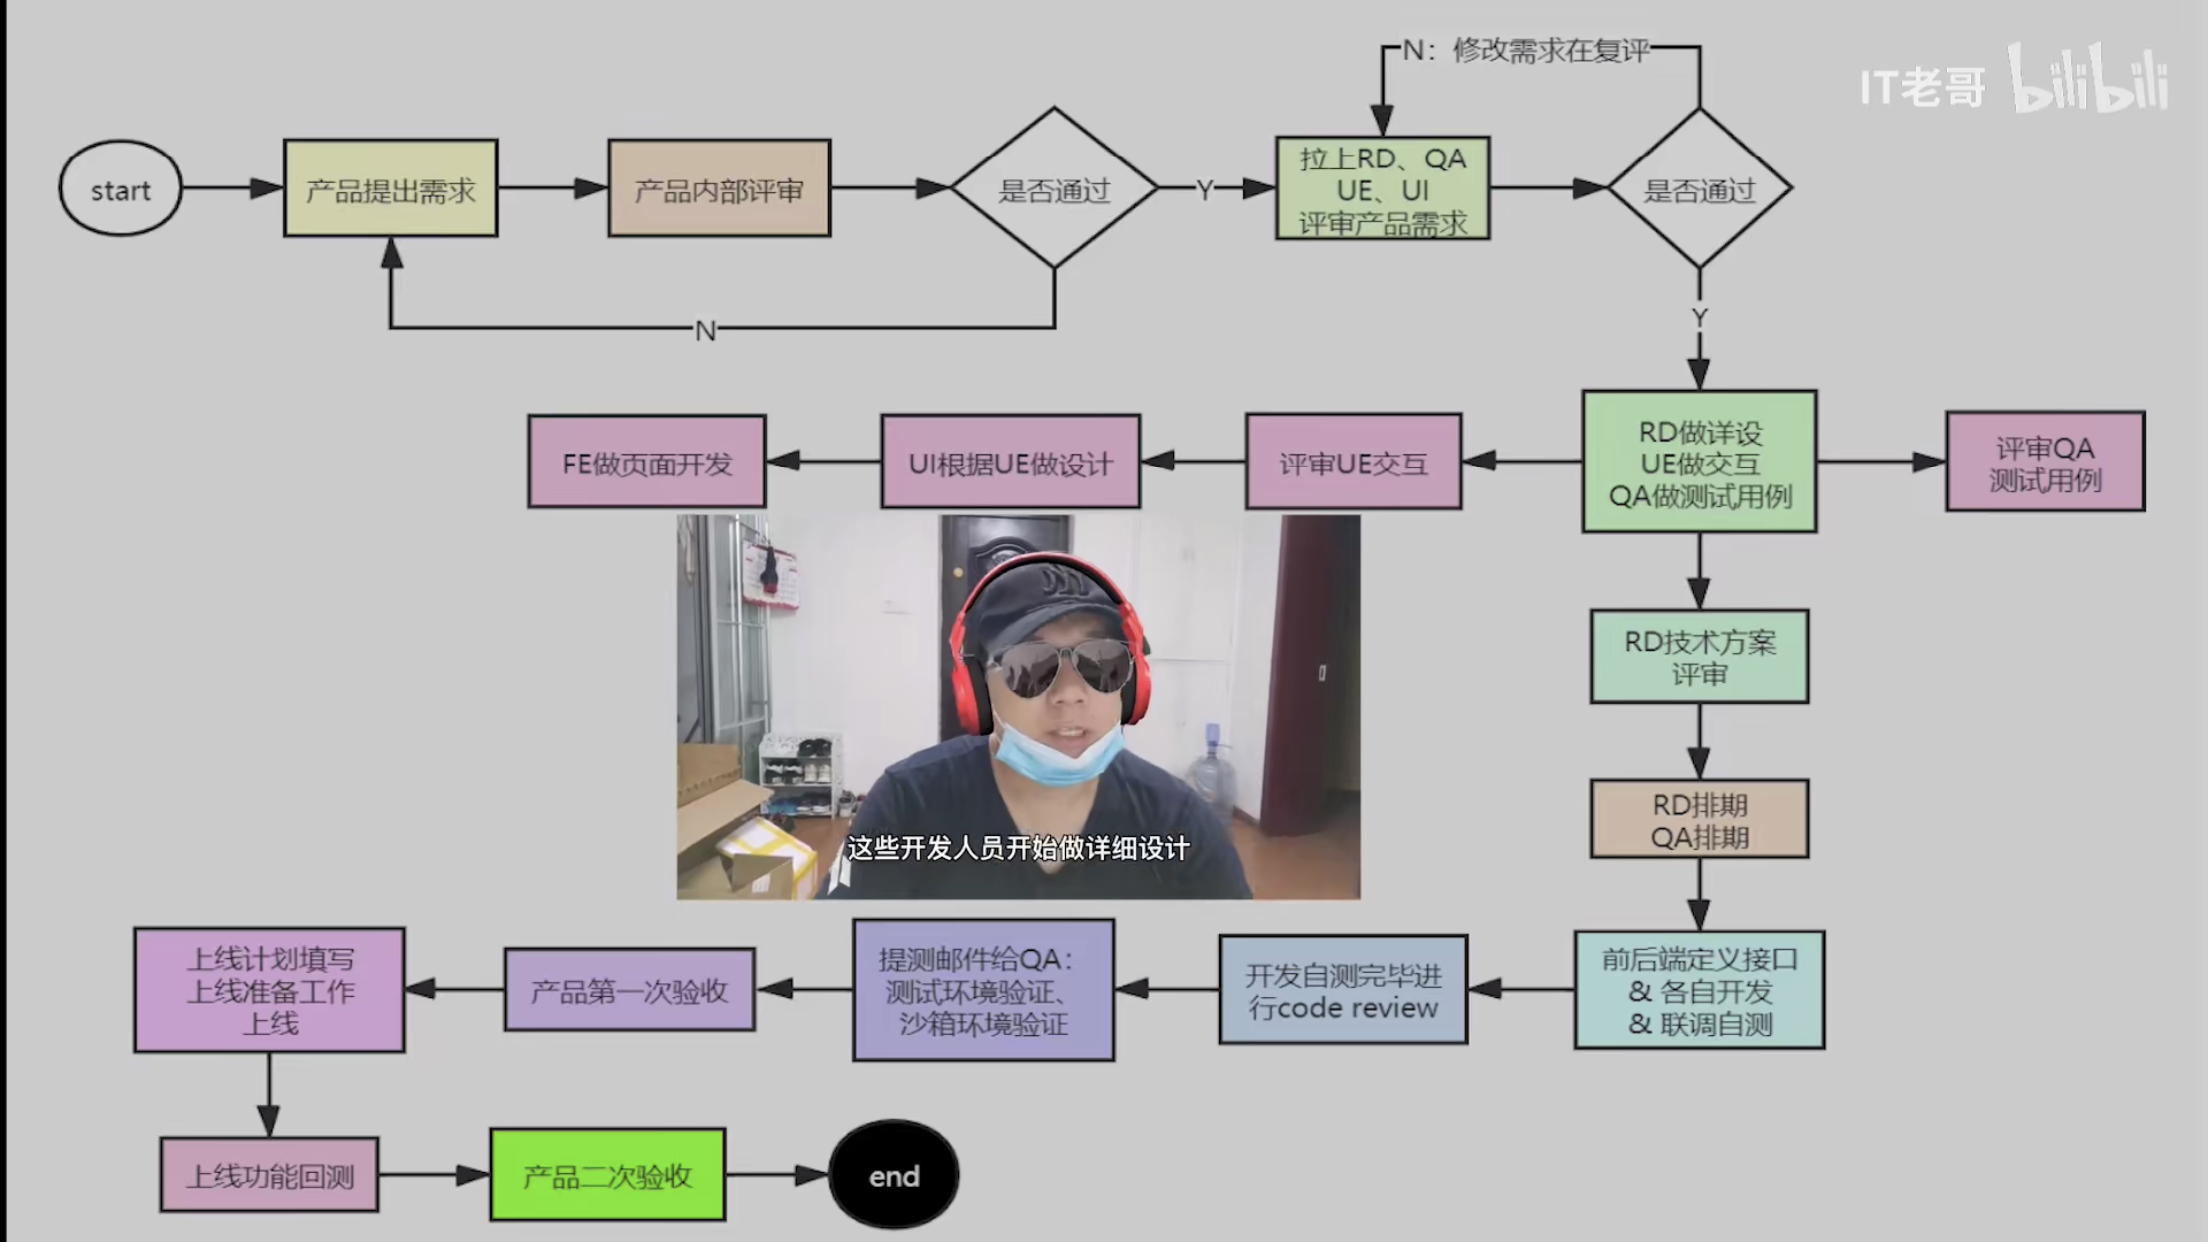 N：修改需求在复评
IT老哥 bilibili
start
产品提出需求
产品内部评审
是否通过
Y
拉上RD、QA
UE、UI
评审产品需求
是否通过
N
Y
FE做页面开发
UI根据UE做设计
评审UE交互
RD做详设
UE做交互
QA做测试用例
评审QA
测试用例
RD技术方案
评审
RD排期
QA排期
这些开发人员开始做详细设计
上线计划填写
上线准备工作
上线
产品第一次验收
提测邮件给QA：
测试环境验证、
沙箱环境验证
开发自测完毕进
行code review
前后端定义接口
& 各自开发
& 联调自测
上线功能回测
产品二次验收
end